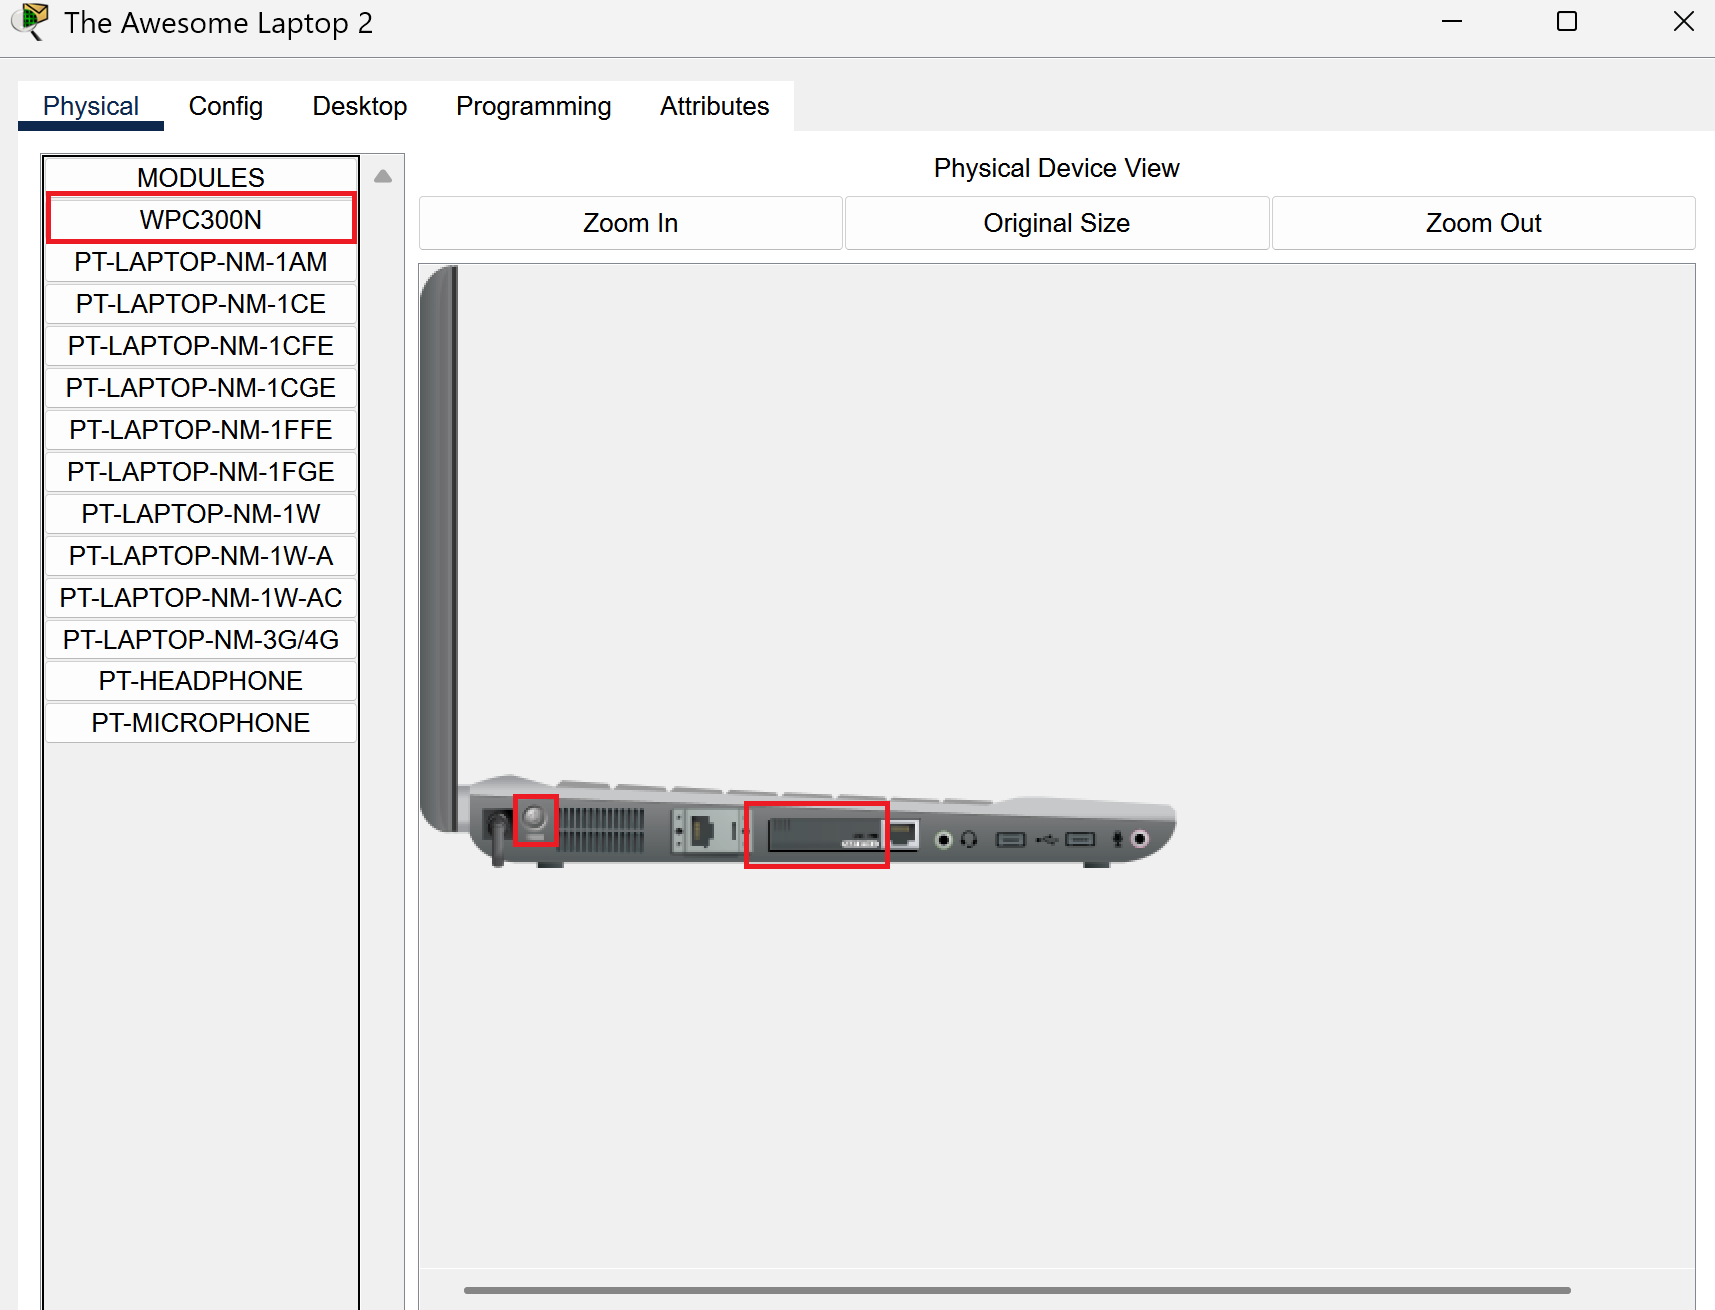 The Awesome Laptop 2
Physical Config Desktop Programming Attributes
MODULES
WPC300N
PT-LAPTOP-NM-1AM
PT-LAPTOP-NM-1CE
PT-LAPTOP-NM-1CFE
PT-LAPTOP-NM-1CGE
PT-LAPTOP-NM-1FFE
PT-LAPTOP-NM-1FGE
PT-LAPTOP-NM-1W
PT-LAPTOP-NM-1W-A
PT-LAPTOP-NM-1W-AC
PT-LAPTOP-NM-3G/4G
PT-HEADPHONE
PT-MICROPHONE
Physical Device View
Zoom In Original Size Zoom Out